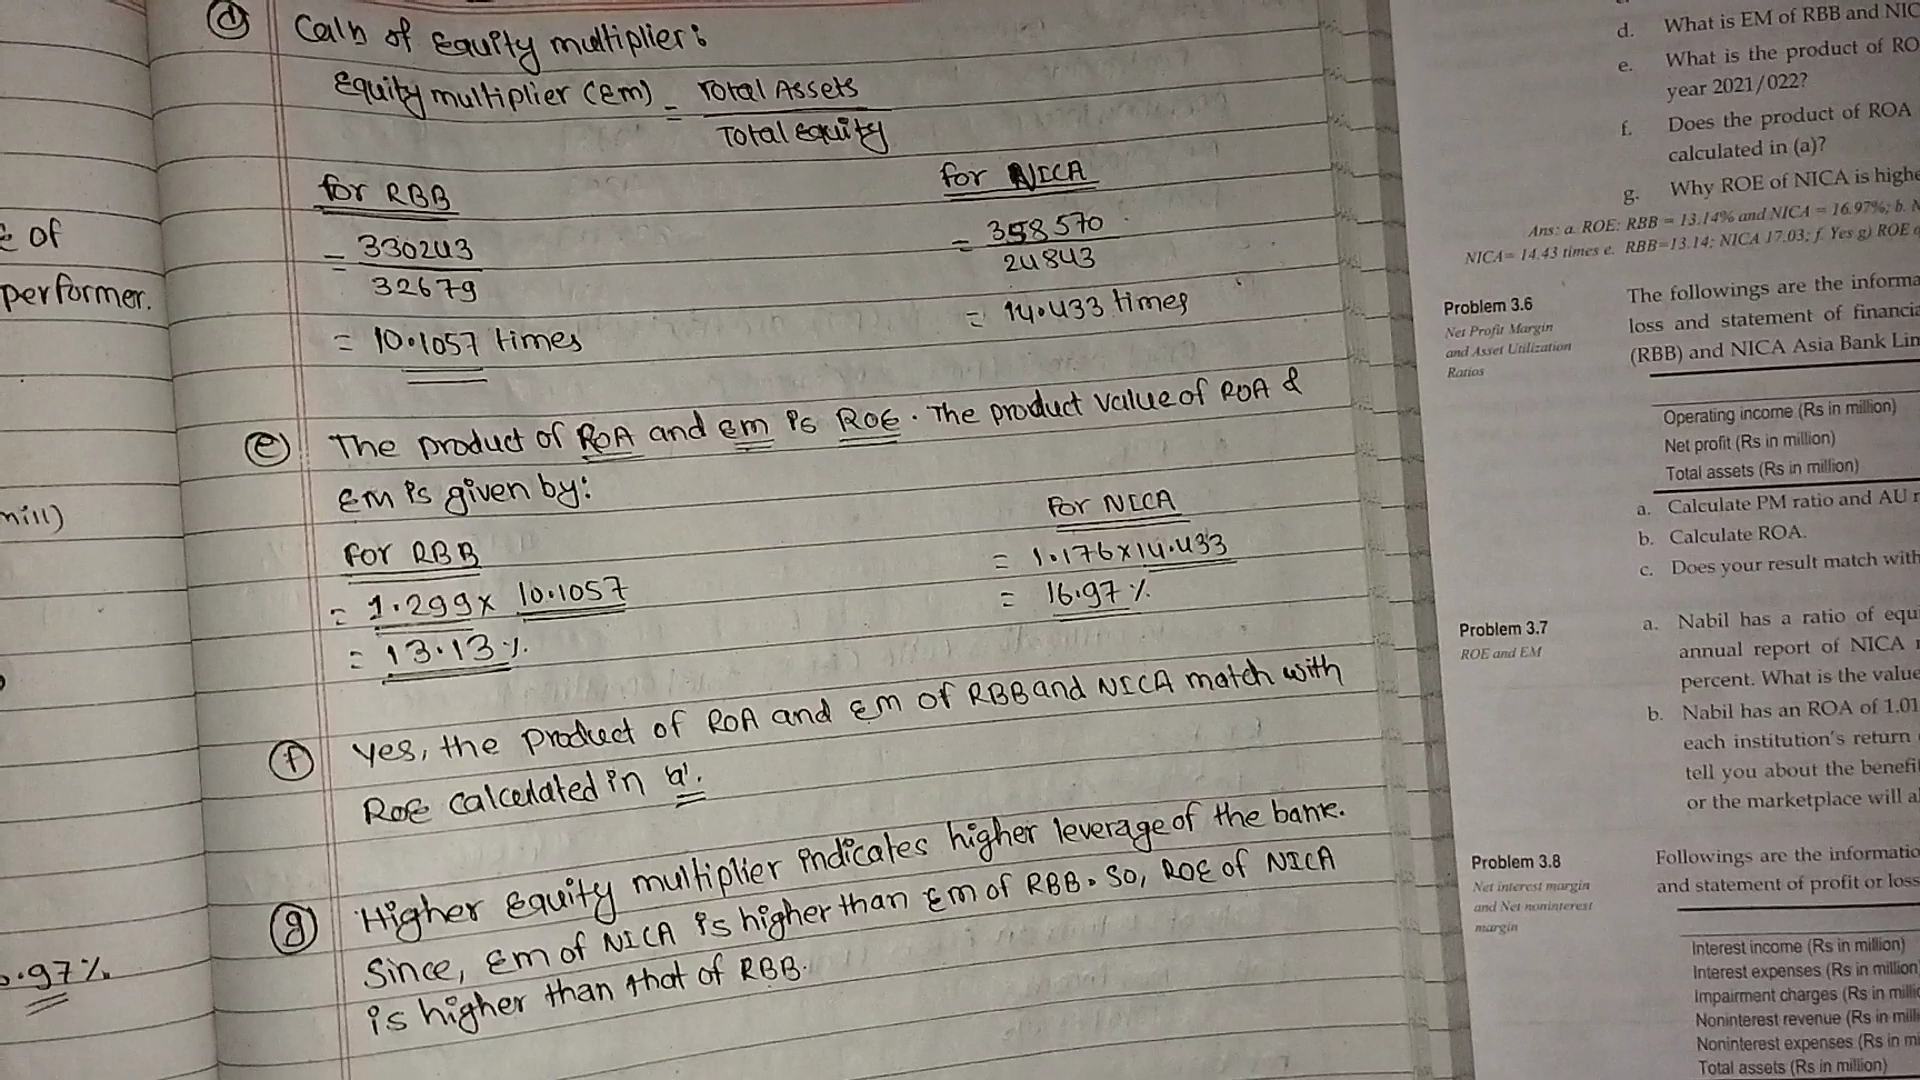 (d) Caln of Equity multiplier:
Equity multiplier (em) = Total Assets
Total equity
for RBB
= 330243
32679
= 10.1057 times
for NICA
= 358570
24843
= 14.433 times
(e) The product of ROA and em is ROE. The product value of ROA &
em is given by:
for RBB
= 1.299x 10.1057
= 13.13%.
For NICA
= 1.176x14.433
= 16.97%.
(f) yes, the product of ROA and em of RBB and NICA match with
ROE calculated in 'a'.
(g) Higher equity multiplier indicates higher leverage of the bank.
Since, em of NICA is higher than em of RBB. So, ROE of NICA
is higher than that of RBB.
of
performer.
mill)
.97%
d. What is EM of RBB and NIC
e. What is the product of RO
year 2021/022?
f. Does the product of ROA
calculated in (a)?
g. Why ROE of NICA is highe
Ans: a. ROE: RBB = 13.14% and NICA = 16.97%; b. N
NICA= 14.43 times e. RBB=13.14; NICA 17.03; f. Yes g) ROE
Problem 3.6
Net Profit Margin
and Asset Utilization
Ratios
The followings are the informa
loss and statement of financia
(RBB) and NICA Asia Bank Lim
Operating income (Rs in million)
Net profit (Rs in million)
Total assets (Rs in million)
a. Calculate PM ratio and AU r
b. Calculate ROA.
c. Does your result match with
Problem 3.7
ROE and EM
a. Nabil has a ratio of equi
annual report of NICA
percent. What is the value
b. Nabil has an ROA of 1.01
each institution's return
tell you about the benefi
or the marketplace will al
Problem 3.8
Net interest margin
and Net noninterest
margin
Followings are the informatio
and statement of profit or loss
Interest income (Rs in million)
Interest expenses (Rs in million
Impairment charges (Rs in millio
Noninterest revenue (Rs in milli
Noninterest expenses (Rs in mi
Total assets (Rs in million)